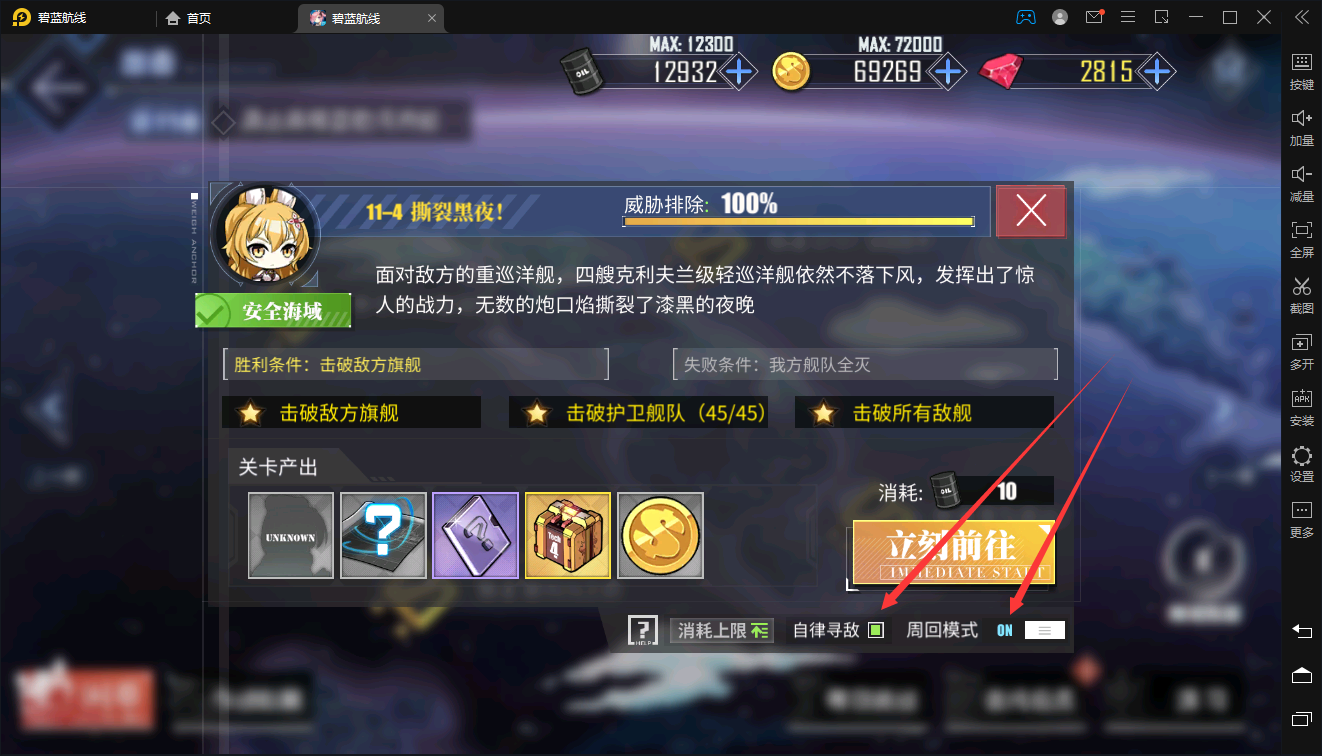 碧蓝航线
首页
碧蓝航线
MAX: 12300
12932
MAX: 72000
69269
2815
OIL
按键
加量
减量
全屏
截图
多开
APK
安装
设置
更多
WEIGH ANCHOR
11-4 撕裂黑夜!
威胁排除: 100%
安全海域
面对敌方的重巡洋舰，四艘克利夫兰级轻巡洋舰依然不落下风，发挥出了惊
人的战力，无数的炮口焰撕裂了漆黑的夜晚
胜利条件：击破敌方旗舰
失败条件：我方舰队全灭
击破敌方旗舰
击破护卫舰队（45/45）
击破所有敌舰
关卡产出
UNKNOWN
?
?
Tech
4
消耗:
OIL
10
立刻前往
IMMEDIATE START
?
HELP
消耗上限
自律寻敌
周回模式
ON